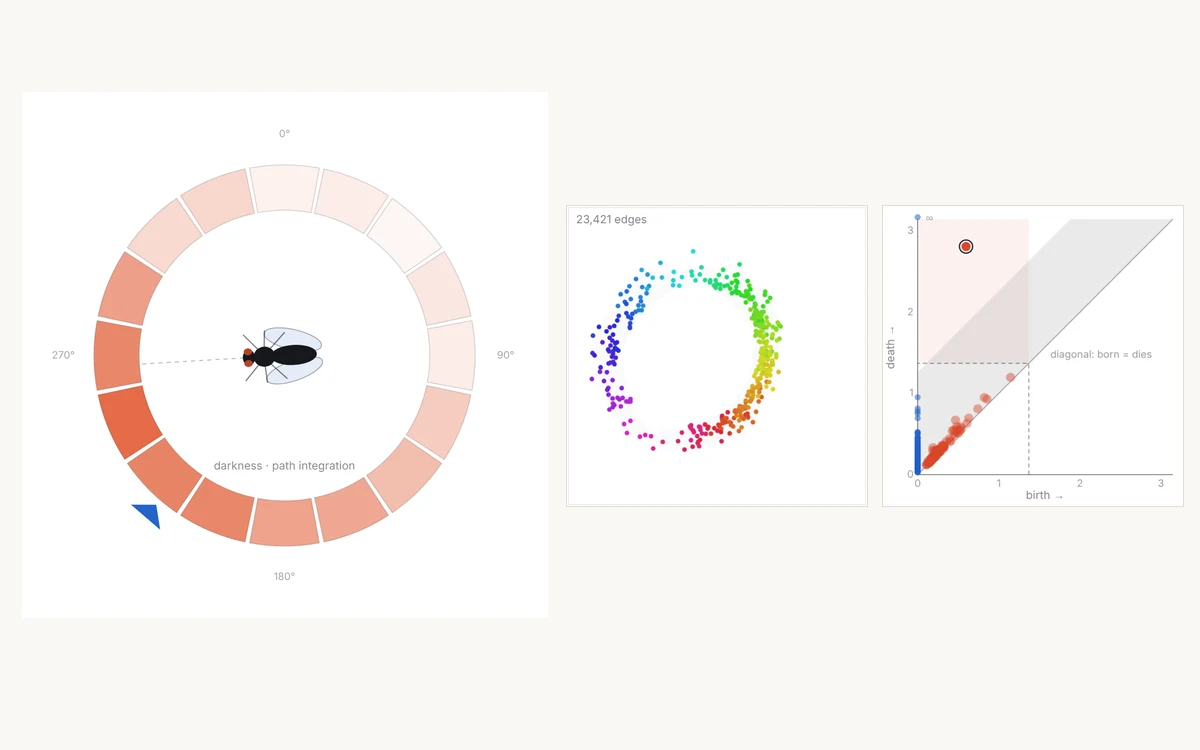 0°
270°
90°
darkness · path integration
180°
23,421 edges
∞
3
2
1
0
death →
diagonal: born = dies
0
1
2
3
birth →